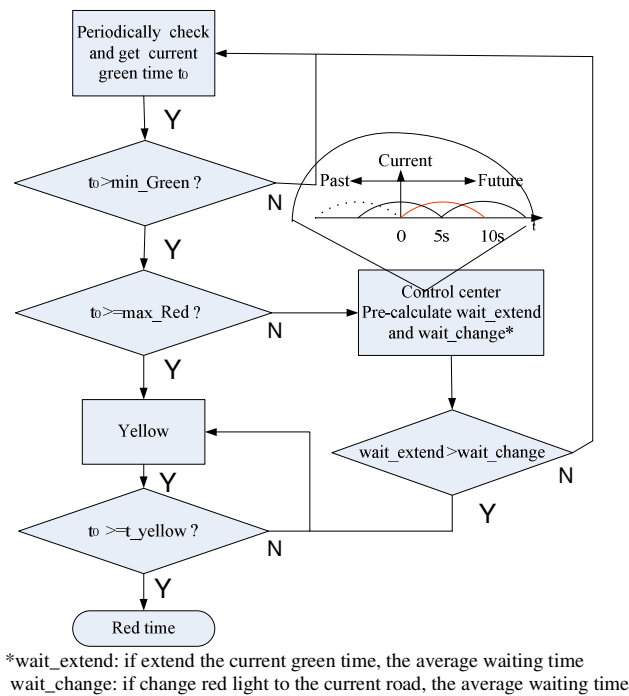 Periodically check
and get current
green time t0
Y
t0>min_Green ?
N
Current
Past
Future
0 5s 10s t
Y
t0>=max_Red ?
N
Control center
Pre-calculate wait_extend
and wait_change*
Y
Yellow
wait_extend>wait_change
N
Y
Y
t0 >=t_yellow ?
N
Y
Red time
*wait_extend: if extend the current green time, the average waiting time
wait_change: if change red light to the current road, the average waiting time